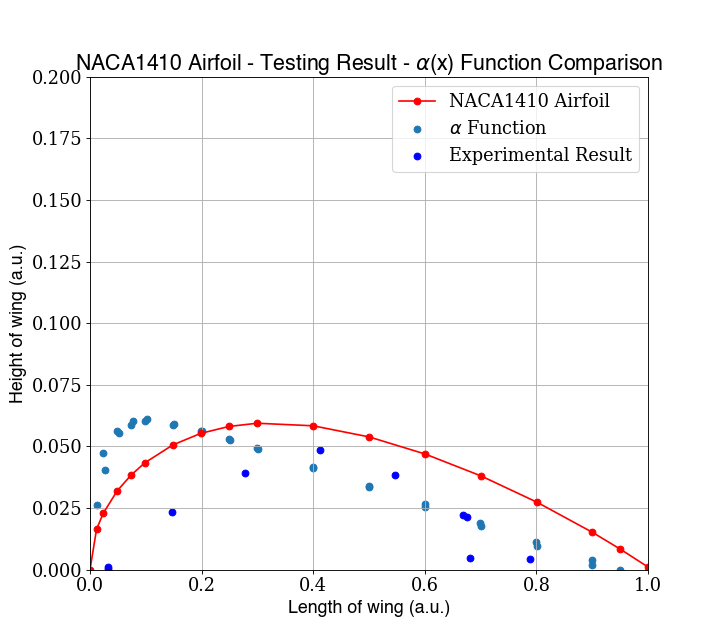 NACA1410 Airfoil - Testing Result - α(x) Function Comparison
0.200
0.175
0.150
0.125
0.100
0.075
0.050
0.025
0.000
Height of wing (a.u.)
NACA1410 Airfoil
α Function
Experimental Result
0.0 0.2 0.4 0.6 0.8 1.0
Length of wing (a.u.)